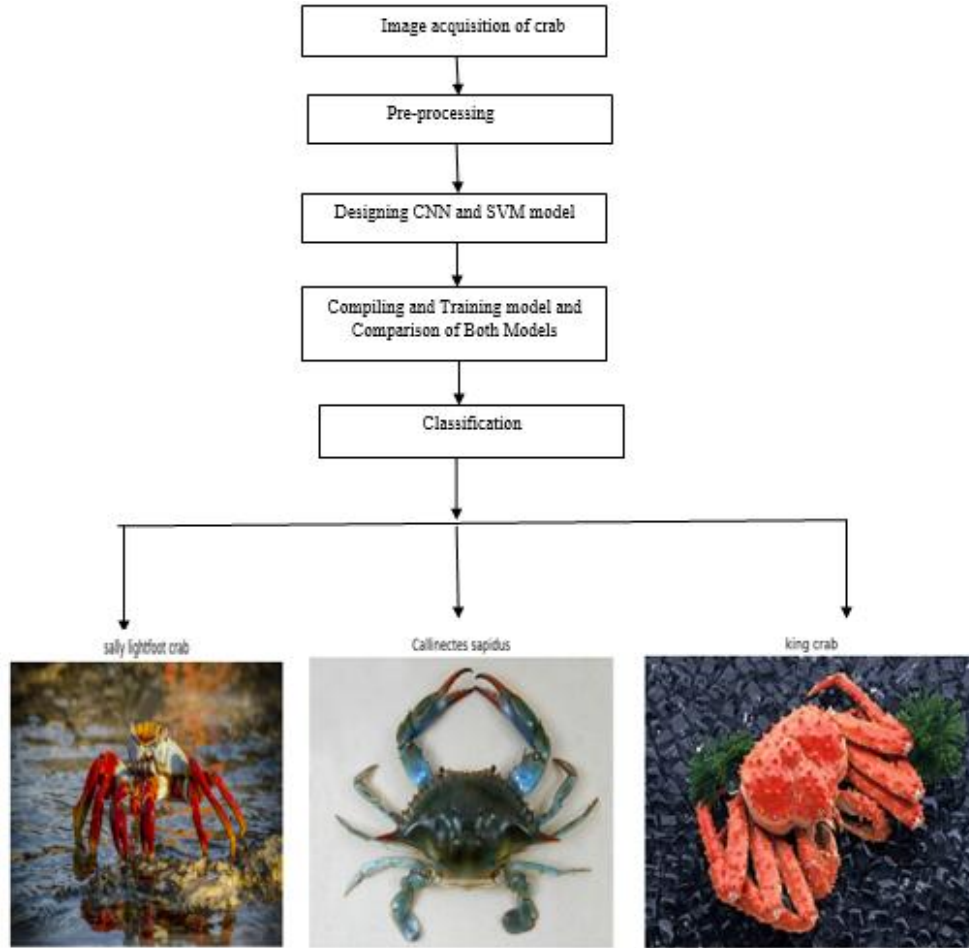 Image acquisition of crab
Pre-processing
Designing CNN and SVM model
Compiling and Training model and
Comparison of Both Models
Classification
sally lightfoot crab
Callinectes sapidus
king crab